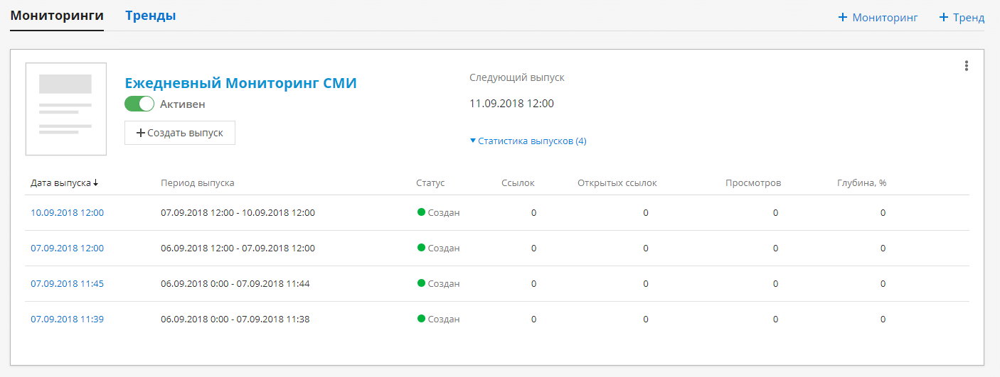 Мониторинги Тренды + Мониторинг + Тренд
Ежедневный Мониторинг СМИ
Следующий выпуск
Активен
11.09.2018 12:00
+ Создать выпуск
Статистика выпусков (4)
Дата выпуска Период выпуска Статус Ссылок Открытых ссылок Просмотров Глубина, %
10.09.2018 12:00 07.09.2018 12:00 - 10.09.2018 12:00 Создан 0 0 0 0
07.09.2018 12:00 06.09.2018 12:00 - 07.09.2018 12:00 Создан 0 0 0 0
07.09.2018 11:45 06.09.2018 0:00 - 07.09.2018 11:44 Создан 0 0 0 0
07.09.2018 11:39 06.09.2018 0:00 - 07.09.2018 11:38 Создан 0 0 0 0